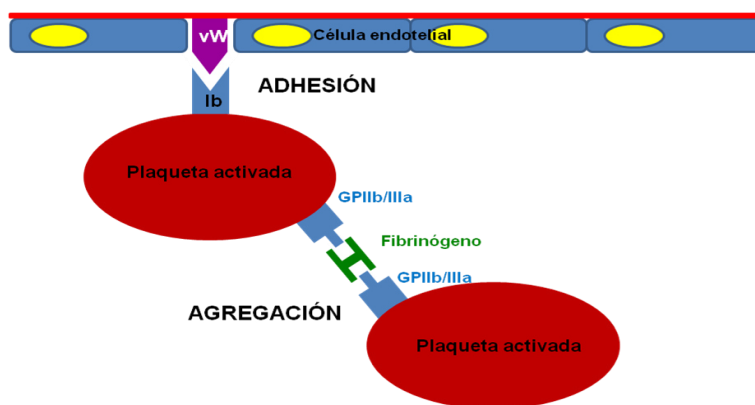 vW
Célula endotelial
Ib
ADHESIÓN
Plaqueta activada
GPIIb/IIIa
Fibrinógeno
GPIIb/IIIa
AGREGACIÓN
Plaqueta activada